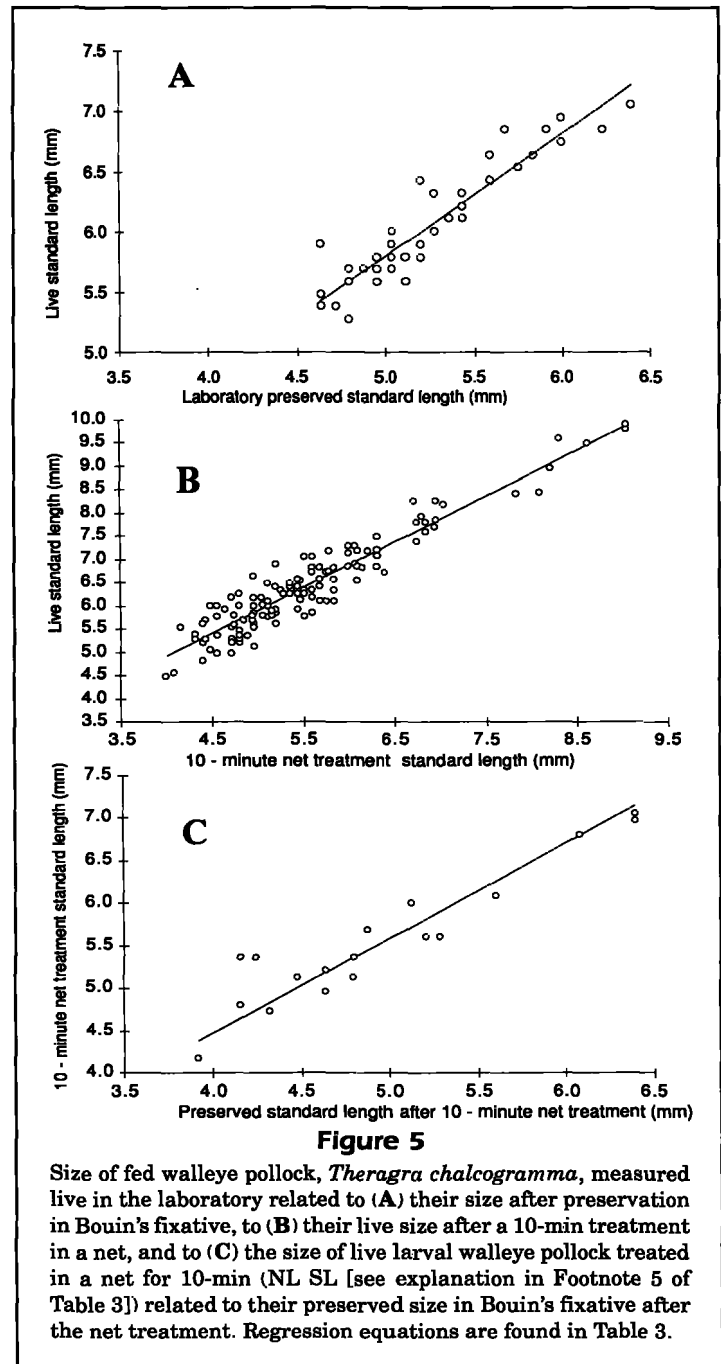 A
7.5
7.0
6.5
6.0
5.5
5.0
Live standard length (mm)
3.5 4.0 4.5 5.0 5.5 6.0 6.5
Laboratory preserved standard length (mm)
B
10.0
9.5
9.0
8.5
8.0
7.5
7.0
6.5
6.0
5.5
5.0
4.5
4.0
3.5
Live standard length (mm)
3.5 4.5 5.5 6.5 7.5 8.5 9.5
10 - minute net treatment standard length (mm)
C
7.5
7.0
6.5
6.0
5.5
5.0
4.5
4.0
10 - minute net treatment standard length (mm)
3.5 4.0 4.5 5.0 5.5 6.0 6.5
Preserved standard length after 10 - minute net treatment (mm)
Figure 5
Size of fed walleye pollock, Theragra chalcogramma, measured
live in the laboratory related to (A) their size after preservation
in Bouin's fixative, to (B) their live size after a 10-min treatment
in a net, and to (C) the size of live larval walleye pollock treated
in a net for 10-min (NL SL [see explanation in Footnote 5 of
Table 3]) related to their preserved size in Bouin's fixative after
the net treatment. Regression equations are found in Table 3.